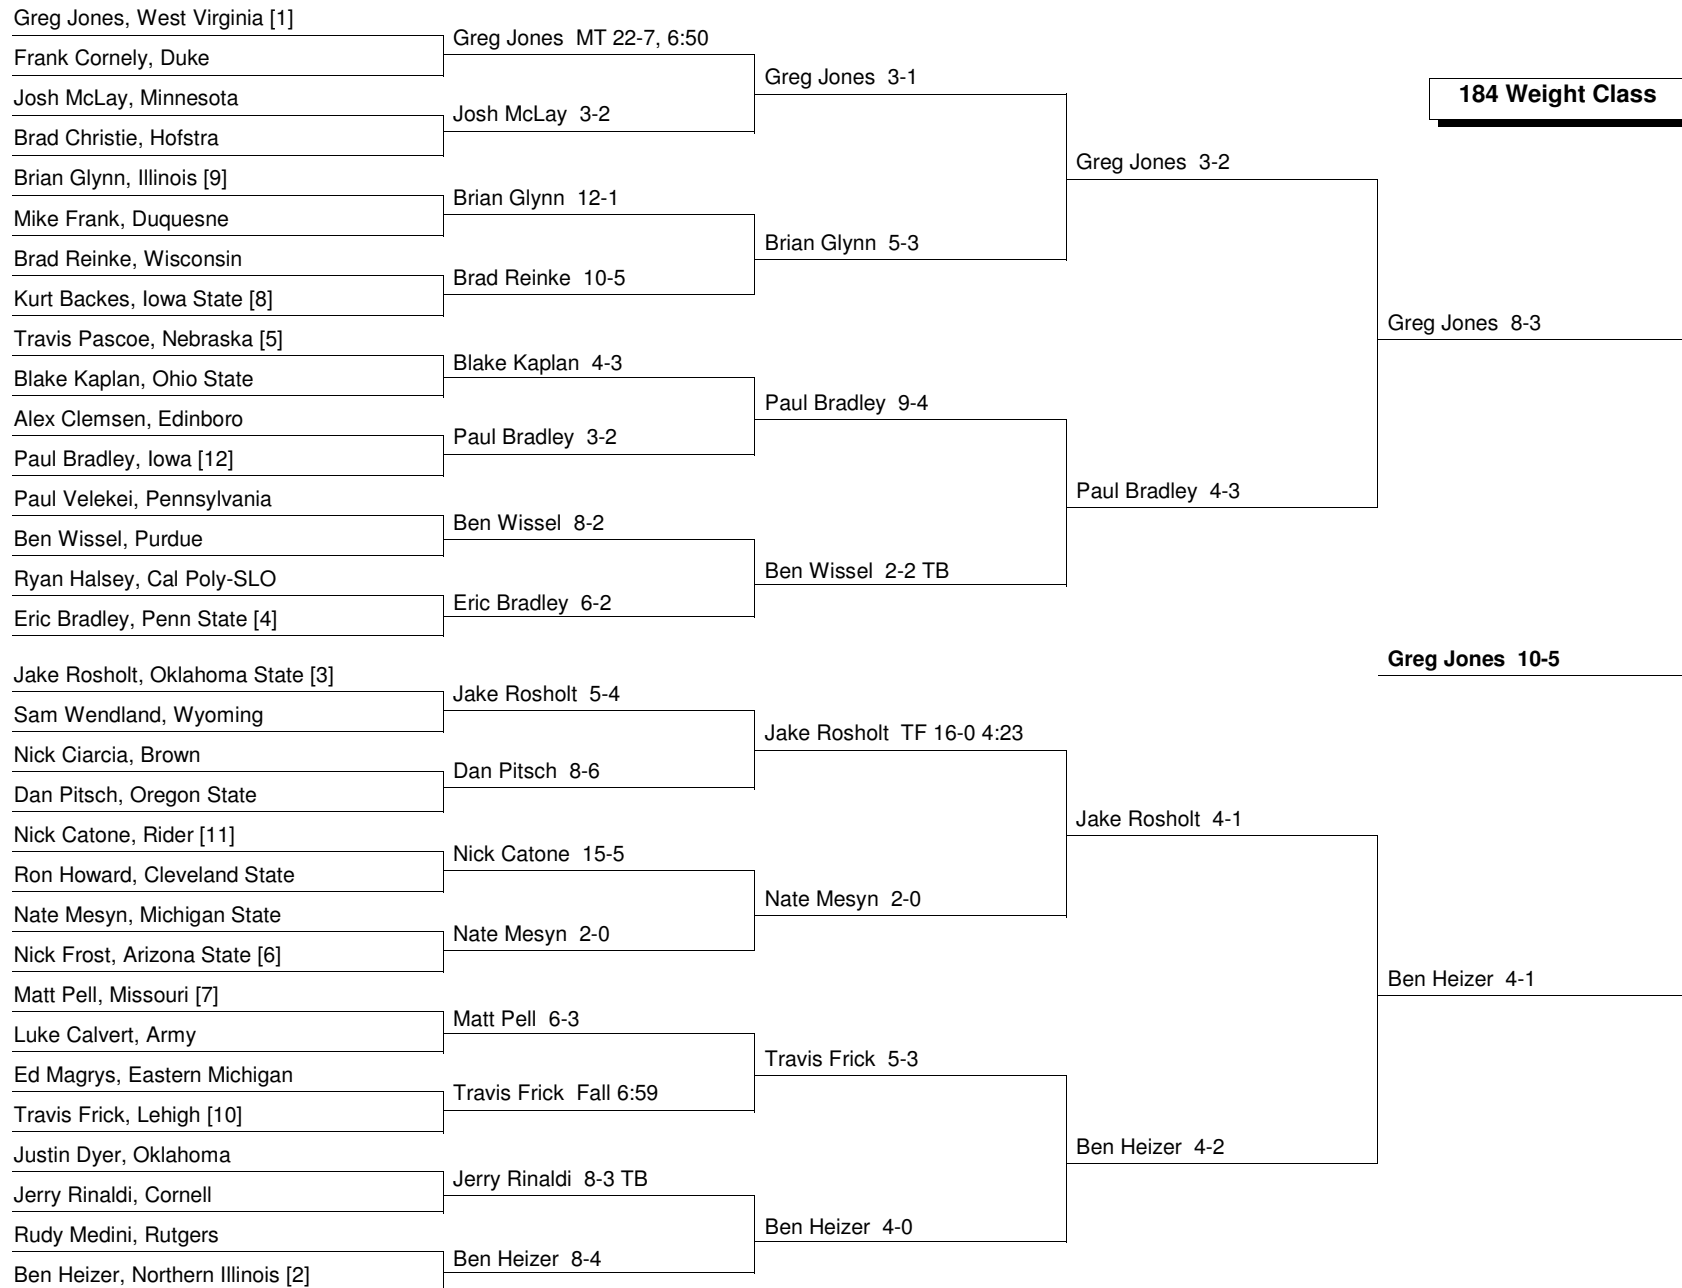 Greg Jones, West Virginia [1]
Frank Cornely, Duke
Josh McLay, Minnesota
Brad Christie, Hofstra
Brian Glynn, Illinois [9]
Mike Frank, Duquesne
Brad Reinke, Wisconsin
Kurt Backes, Iowa State [8]
Travis Pascoe, Nebraska [5]
Blake Kaplan, Ohio State
Alex Clemsen, Edinboro
Paul Bradley, Iowa [12]
Paul Velekei, Pennsylvania
Ben Wissel, Purdue
Ryan Halsey, Cal Poly-SLO
Eric Bradley, Penn State [4]
Jake Rosholt, Oklahoma State [3]
Sam Wendland, Wyoming
Nick Ciarcia, Brown
Dan Pitsch, Oregon State
Nick Catone, Rider [11]
Ron Howard, Cleveland State
Nate Mesyn, Michigan State
Nick Frost, Arizona State [6]
Matt Pell, Missouri [7]
Luke Calvert, Army
Ed Magrys, Eastern Michigan
Travis Frick, Lehigh [10]
Justin Dyer, Oklahoma
Jerry Rinaldi, Cornell
Rudy Medini, Rutgers
Ben Heizer, Northern Illinois [2]
Greg Jones MT 22-7, 6:50
Josh McLay 3-2
Brian Glynn 12-1
Brad Reinke 10-5
Blake Kaplan 4-3
Paul Bradley 3-2
Ben Wissel 8-2
Eric Bradley 6-2
Jake Rosholt 5-4
Dan Pitsch 8-6
Nick Catone 15-5
Nate Mesyn 2-0
Matt Pell 6-3
Travis Frick Fall 6:59
Jerry Rinaldi 8-3 TB
Ben Heizer 8-4
Greg Jones 3-1
Brian Glynn 5-3
Paul Bradley 9-4
Ben Wissel 2-2 TB
Jake Rosholt TF 16-0 4:23
Nate Mesyn 2-0
Travis Frick 5-3
Ben Heizer 4-0
Greg Jones 3-2
Paul Bradley 4-3
Jake Rosholt 4-1
Ben Heizer 4-2
184 Weight Class
Greg Jones 8-3
Greg Jones 10-5
Ben Heizer 4-1